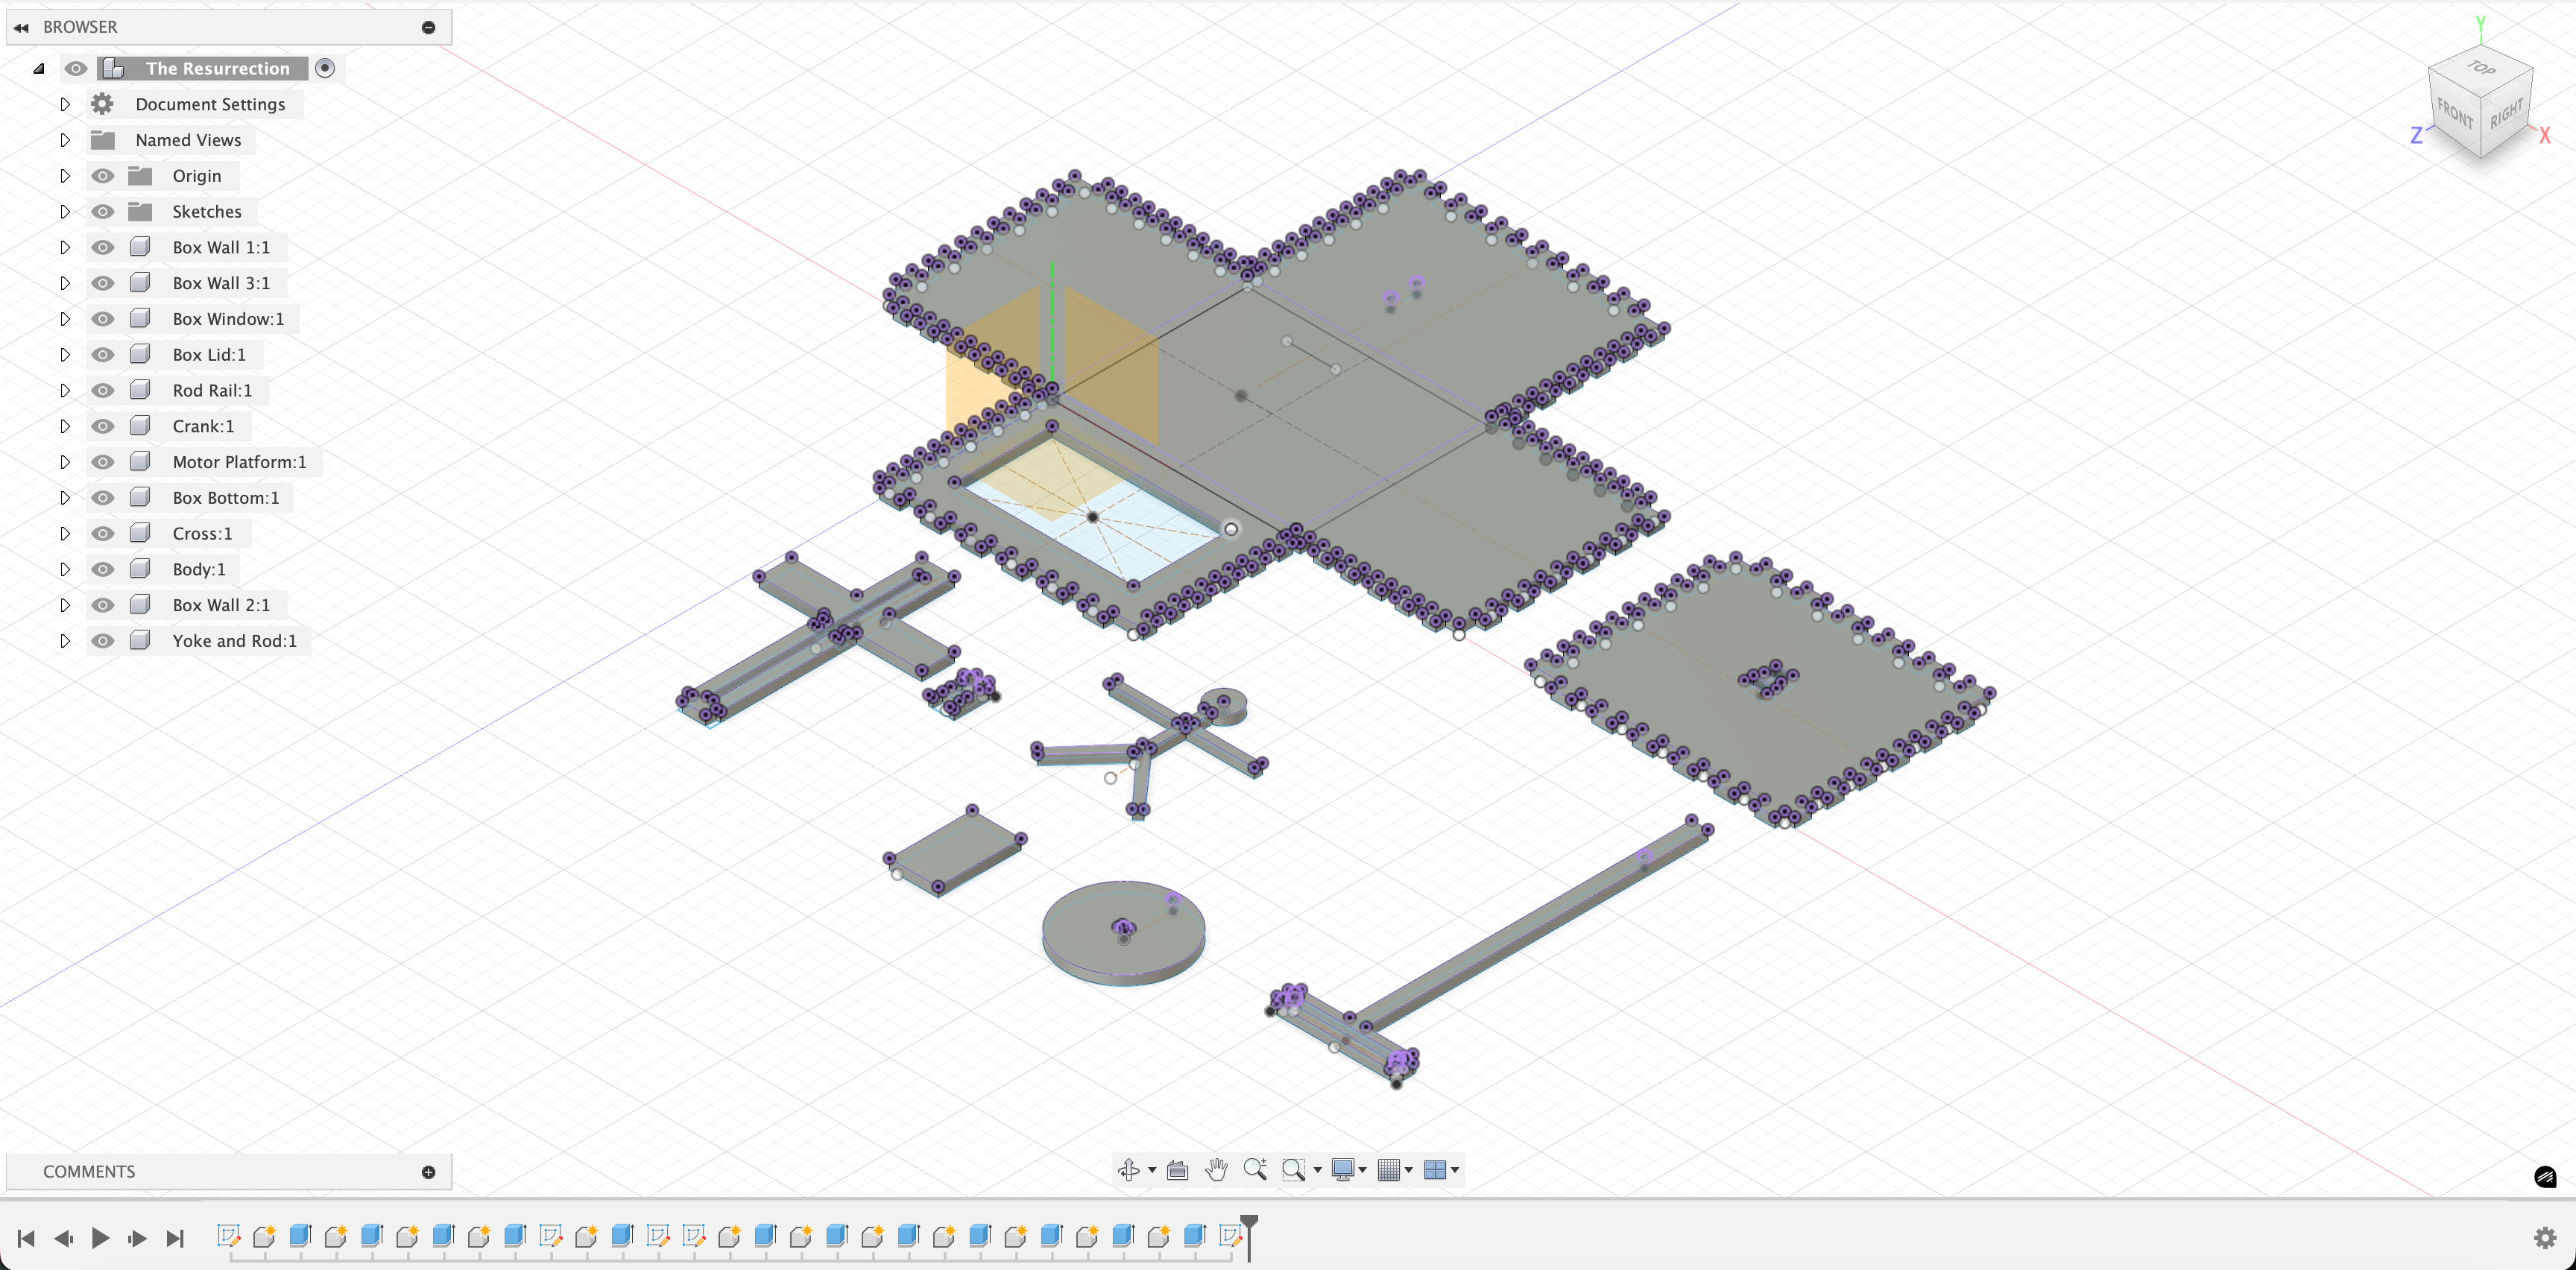 BROWSER
The Resurrection
Document Settings
Named Views
Origin
Sketches
Box Wall 1:1
Box Wall 3:1
Box Window:1
Box Lid:1
Rod Rail:1
Crank:1
Motor Platform:1
Box Bottom:1
Cross:1
Body:1
Box Wall 2:1
Yoke and Rod:1
Y
TOP
FRONT
RIGHT
Z
X
COMMENTS